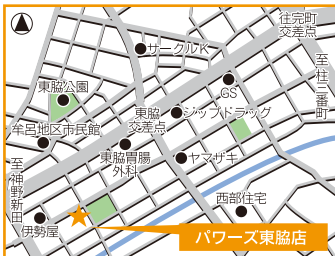 往完町
交差点
サークルK
至柱三番町
GS
東脇公園
東脇
交差点
ジップドラッグ
牟呂地区市民館
東脇胃腸
外科
ヤマザキ
至神野新田
西部住宅
伊勢屋
パワーズ東脇店